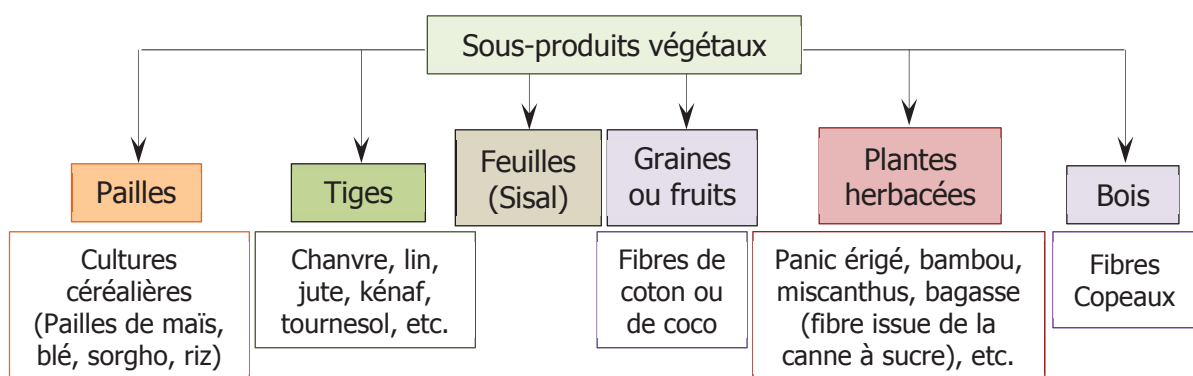 Sous-produits végétaux
Pailles
Cultures
céréalières
(Pailles de maïs,
blé, sorgho, riz)
Tiges
Chanvre, lin,
jute, kénaf,
tournesol, etc.
Feuilles
(Sisal)
Graines
ou fruits
Fibres de
coton ou
de coco
Plantes
herbacées
Panic érigé, bambou,
miscanthus, bagasse
(fibre issue de la
canne à sucre), etc.
Bois
Fibres
Copeaux